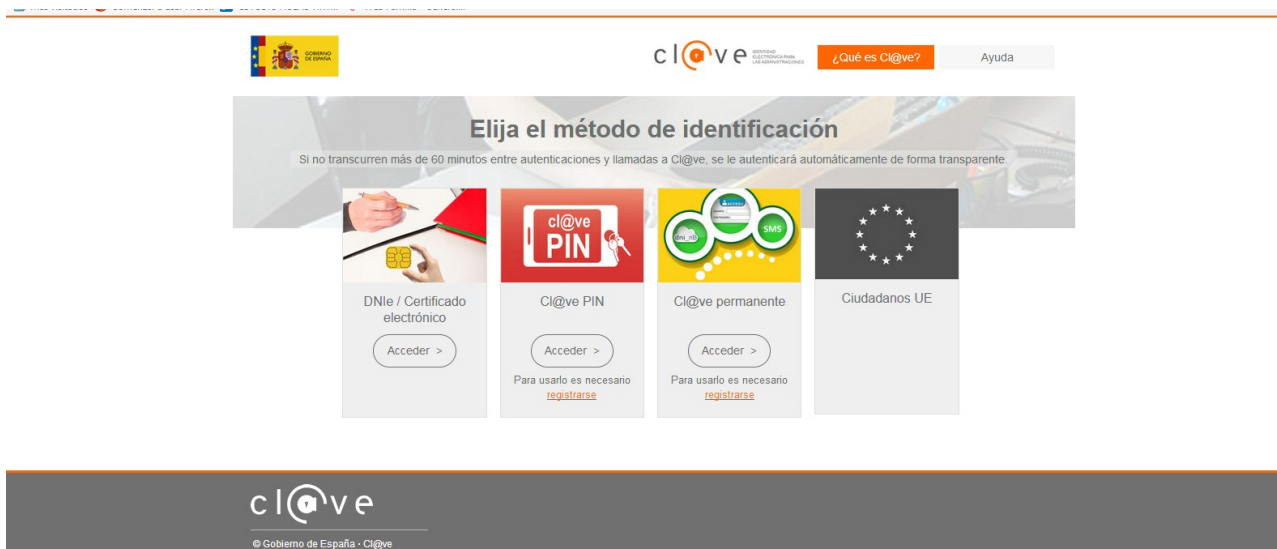 GOBIERNO
DE ESPAÑA
cl@ve
IDENTIDAD
ELECTRÓNICA PARA
LAS ADMINISTRACIONES
¿Qué es Cl@ve?
Ayuda
Elija el método de identificación
Si no transcurren más de 60 minutos entre autenticaciones y llamadas a Cl@ve, se le autenticará automáticamente de forma transparente.
cl@ve
PIN
dni_nb
SMS
DNIe / Certificado
electrónico
Acceder >
Cl@ve PIN
Acceder >
Para usarlo es necesario
registrarse
Cl@ve permanente
Acceder >
Para usarlo es necesario
registrarse
Ciudadanos UE
cl@ve
© Gobierno de España · Cl@ve